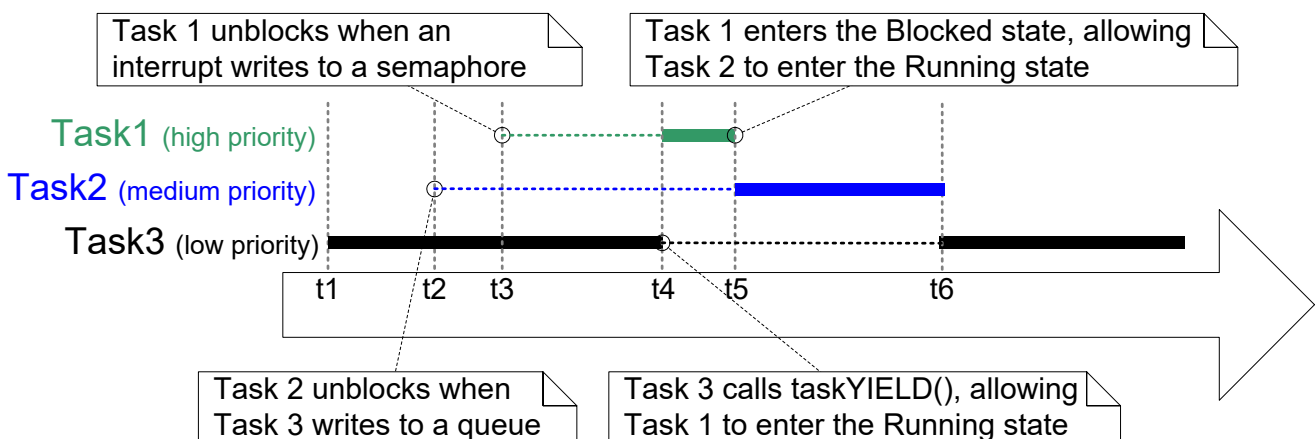 Task 1 unblocks when an
interrupt writes to a semaphore
Task 1 enters the Blocked state, allowing
Task 2 to enter the Running state
Task1 (high priority)
Task2 (medium priority)
Task3 (low priority)
t1 t2 t3 t4 t5 t6
Task 2 unblocks when
Task 3 writes to a queue
Task 3 calls taskYIELD(), allowing
Task 1 to enter the Running state